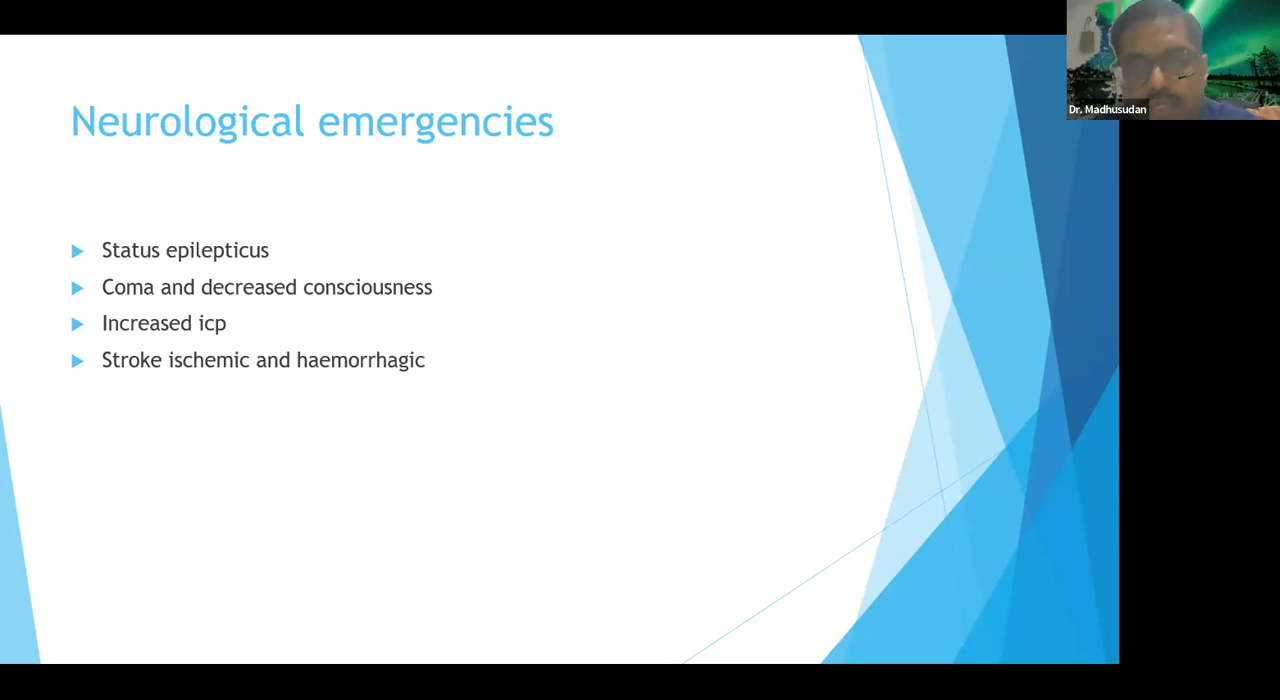 Neurological emergencies
Status epilepticus
Coma and decreased consciousness
Increased icp
Stroke ischemic and haemorrhagic
Dr. Madhusudan